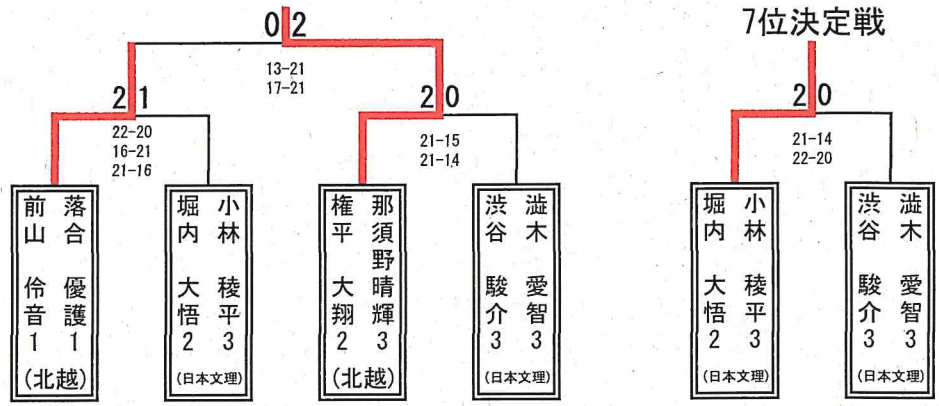 0 2
13-21
17-21
7位決定戦
2 1
22-20
16-21
21-16
2 0
21-15
21-14
2 0
21-14
22-20
落合 優護1
前山 伶音1
(北越)
小林 稜平3
堀内 大悟2
(日本文理)
那須野晴輝3
権平 大翔2
(北越)
澁木 愛智3
渋谷 駿介3
(日本文理)
小林 稜平3
堀内 大悟2
(日本文理)
澁木 愛智3
渋谷 駿介3
(日本文理)